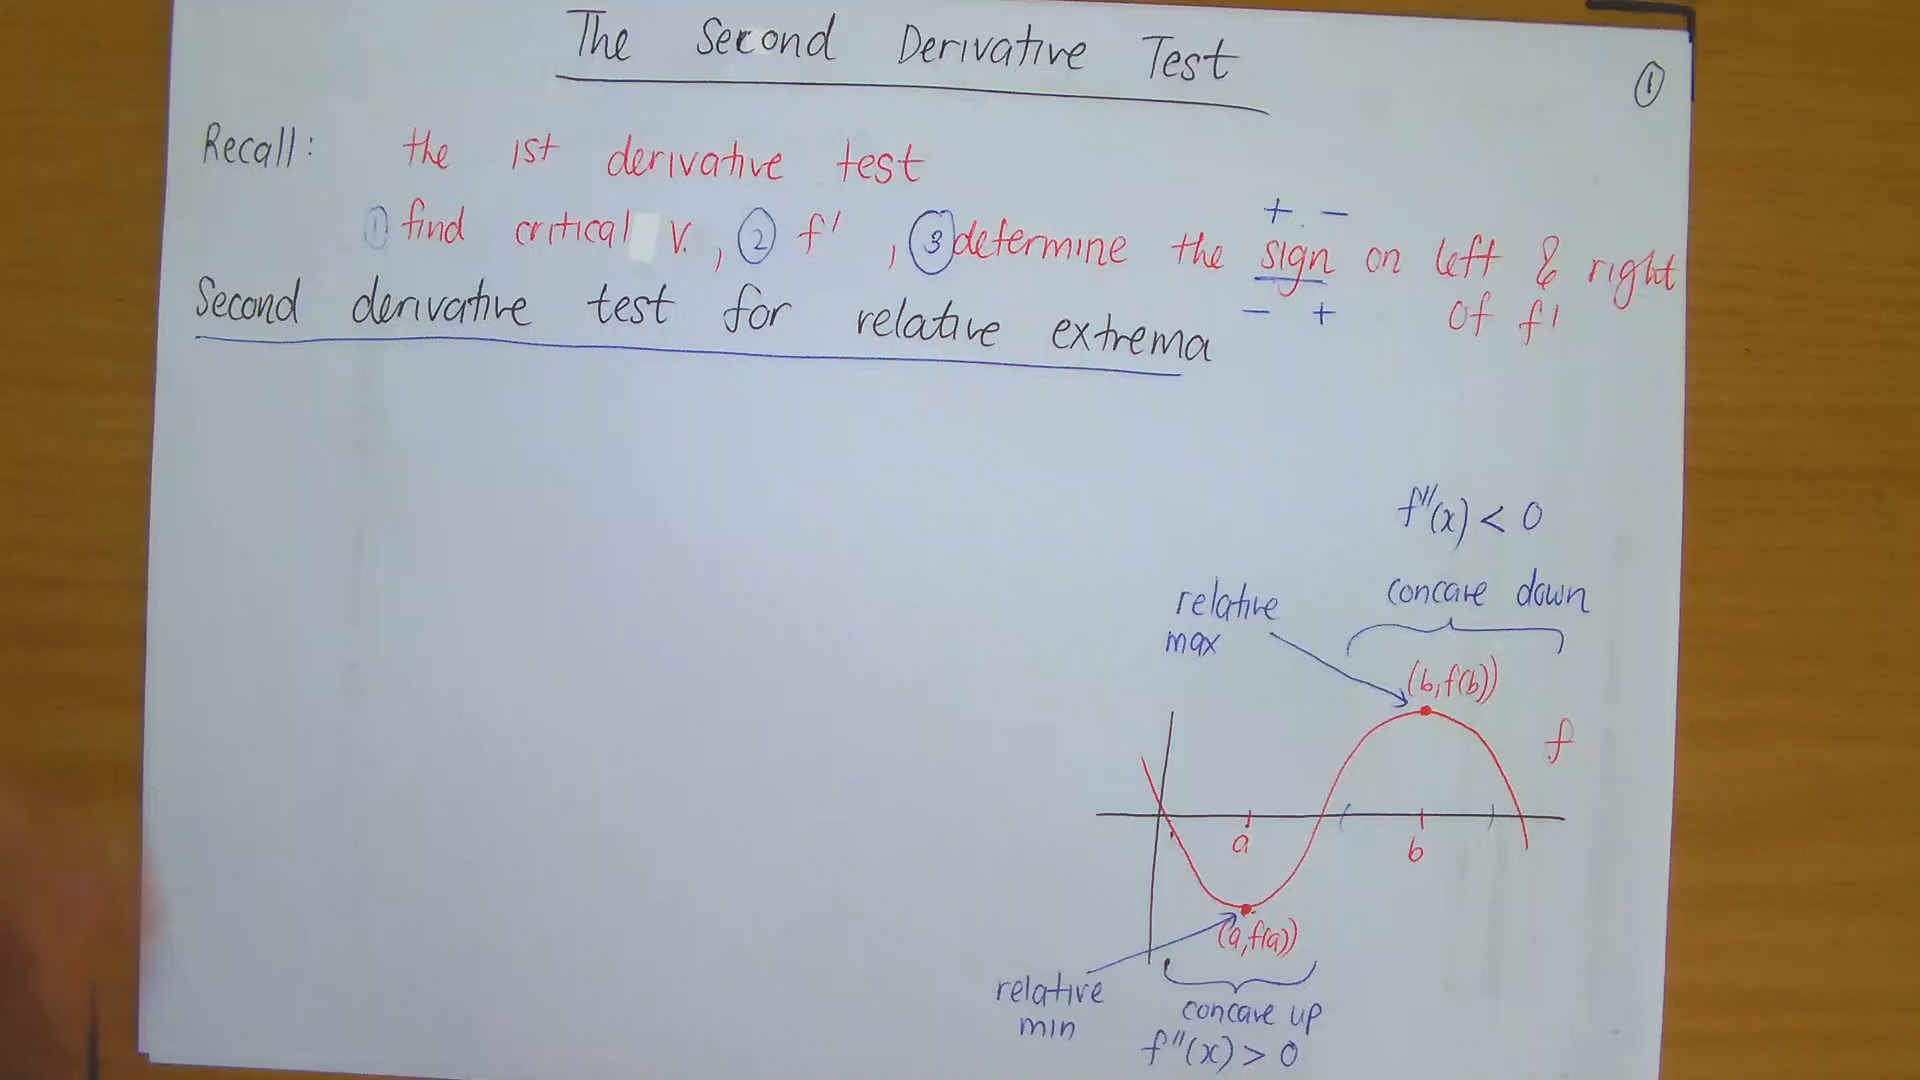 The Second Derivative Test
①
Recall: the 1st derivative test
① find critical v. , ② f' , ③ determine the sign on left & right
+ -
- +
of f'
Second derivative test for relative extrema
f''(x) < 0
concave down
relative
max
(b, f(b))
f
a
b
(a, f(a))
relative
min
concave up
f''(x) > 0